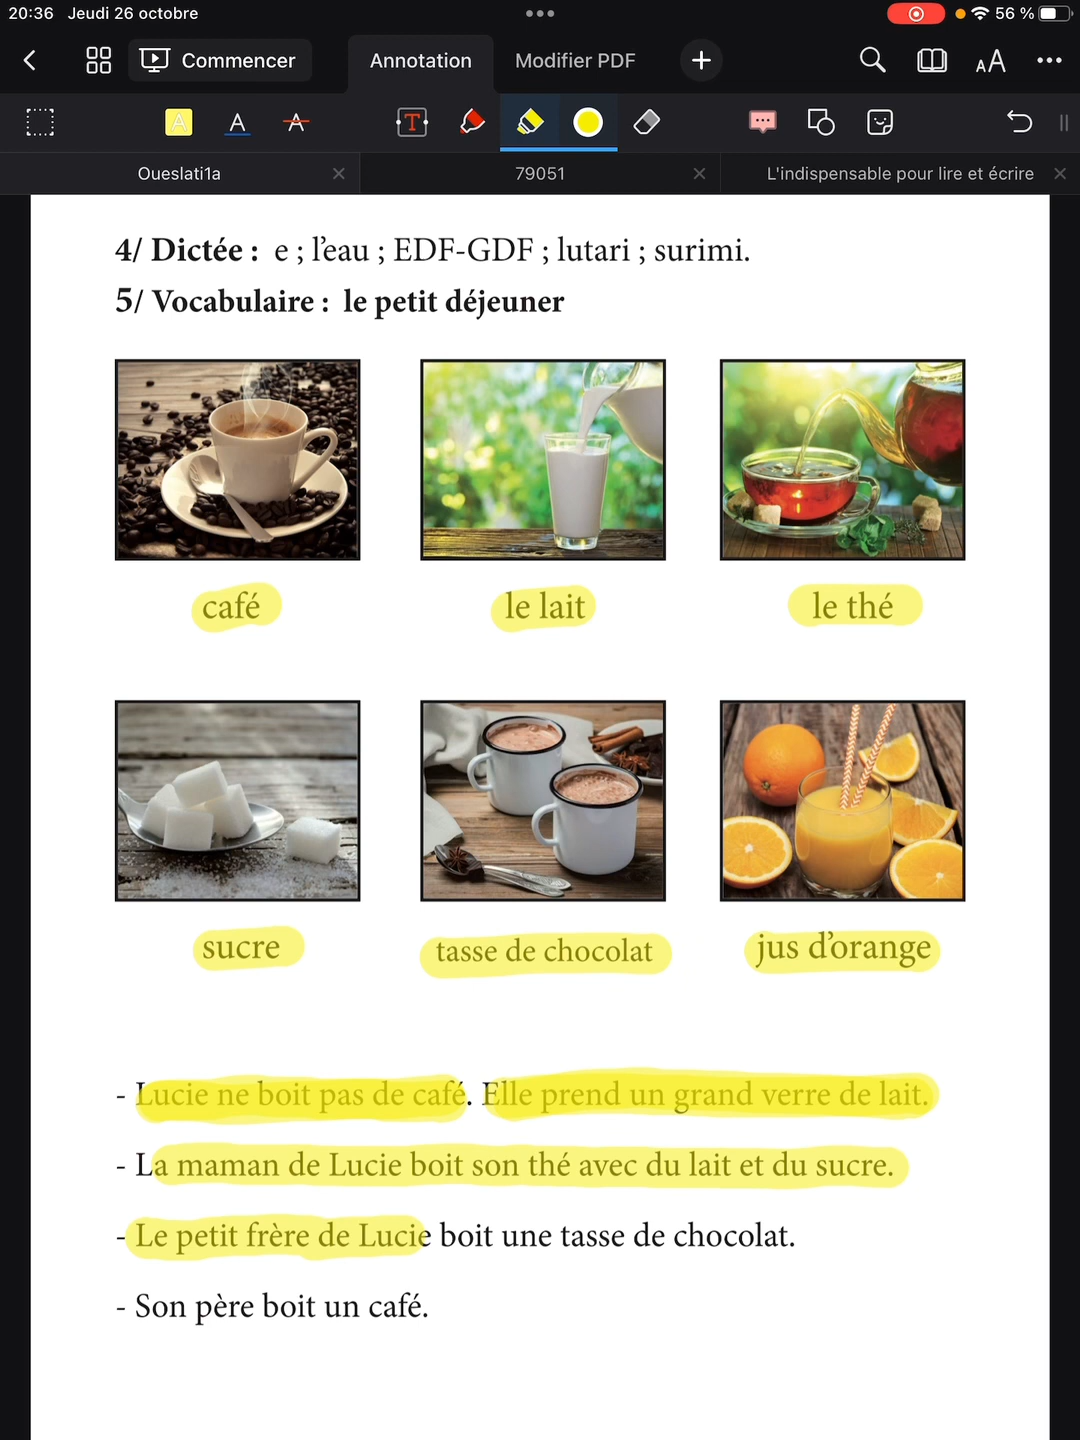 20:36 Jeudi 26 octobre
56 %
Commencer
Annotation
Modifier PDF
AA
A A A T
Oueslati1a
79051
L'indispensable pour lire et écrire
4/ Dictée : e ; l'eau ; EDF-GDF ; lutari ; surimi.
5/ Vocabulaire : le petit déjeuner
café
le lait
le thé
sucre
tasse de chocolat
jus d'orange
- Lucie ne boit pas de café. Elle prend un grand verre de lait.
- La maman de Lucie boit son thé avec du lait et du sucre.
- Le petit frère de Lucie boit une tasse de chocolat.
- Son père boit un café.